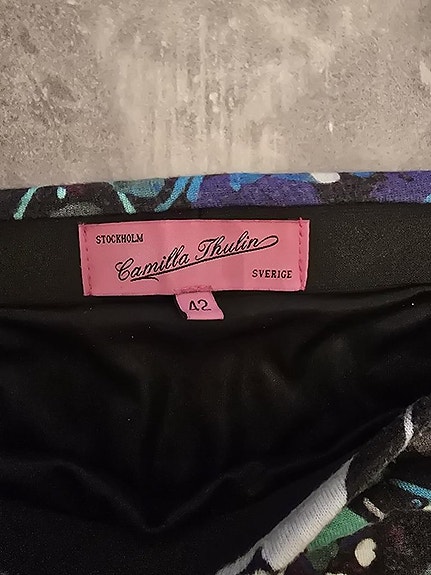 STOCKHOLM
Camilla Thulin
SVERIGE
42